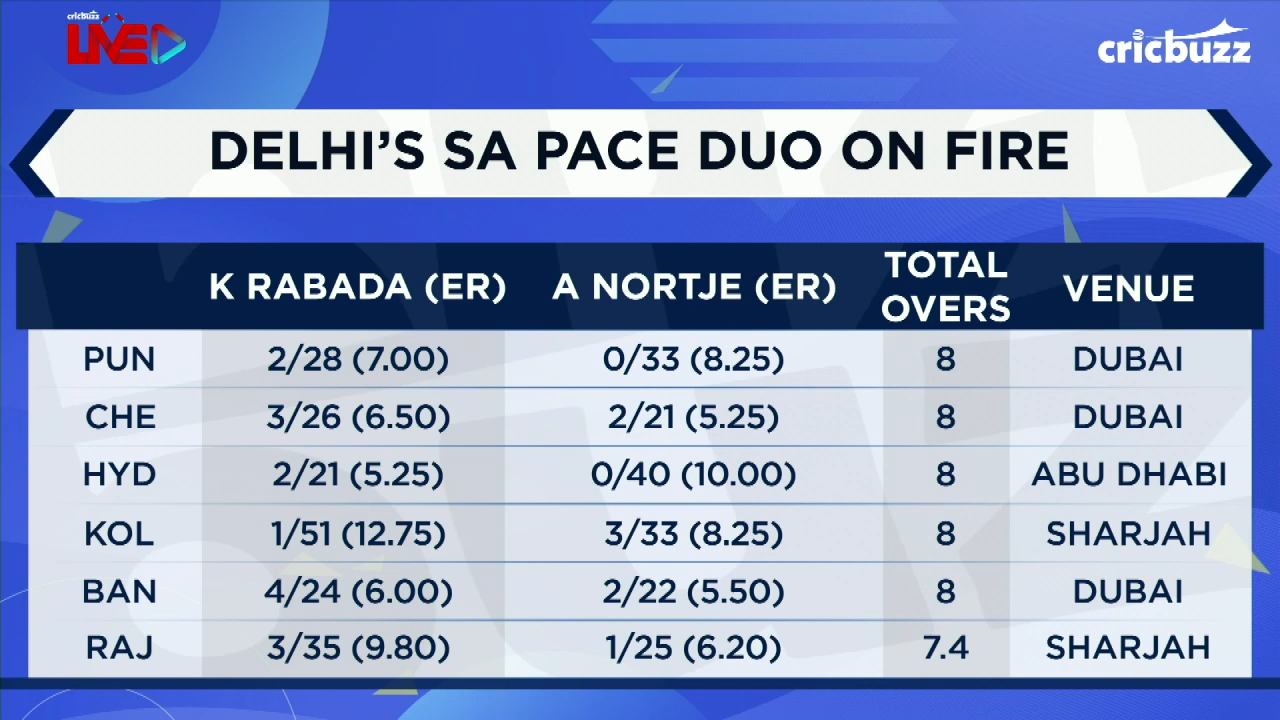 cricbuzz
LIVE
cricbuzz
DELHI'S SA PACE DUO ON FIRE
K RABADA (ER) A NORTJE (ER) TOTAL OVERS VENUE
PUN 2/28 (7.00) 0/33 (8.25) 8 DUBAI
CHE 3/26 (6.50) 2/21 (5.25) 8 DUBAI
HYD 2/21 (5.25) 0/40 (10.00) 8 ABU DHABI
KOL 1/51 (12.75) 3/33 (8.25) 8 SHARJAH
BAN 4/24 (6.00) 2/22 (5.50) 8 DUBAI
RAJ 3/35 (9.80) 1/25 (6.20) 7.4 SHARJAH